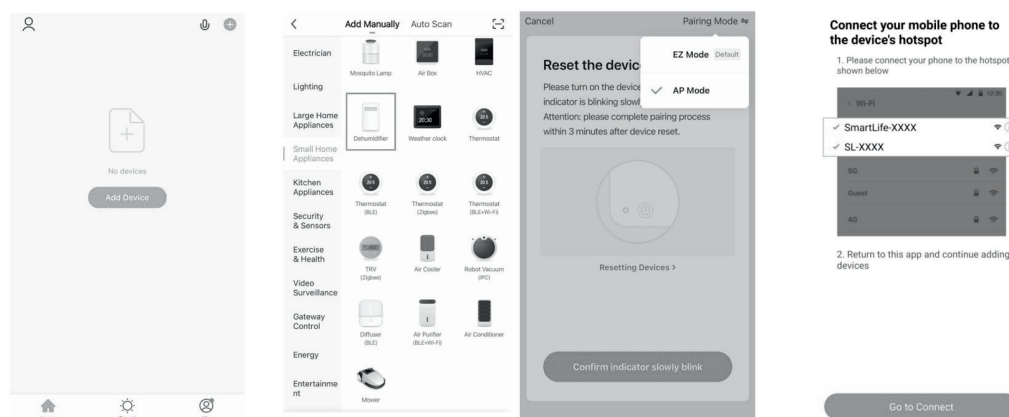 No devices
Add Device
Add Manually Auto Scan
Electrician
Lighting
Large Home
Appliances
Small Home
Appliances
Kitchen
Appliances
Security
& Sensors
Exercise
& Health
Video
Surveillance
Gateway
Control
Energy
Entertainme
nt
Mosquito Lamp Air Box HVAC
20:30
Dehumidifier Weather clock Thermostat
Thermostat
(BLE)
Thermostat
(Zigbee)
Thermostat
(BLE+Wi-Fi)
TRV
(Zigbee)
Air Cooler
Robot Vacuum
(IPC)
Diffuser
(BLE)
Air Purifier
(BLE+Wi-Fi)
Air Conditioner
Mower
Cancel Pairing Mode
EZ Mode Default
AP Mode
Reset the devic
Please turn on the device
indicator is blinking slowl
Attention: please complete pairing process
within 3 minutes after device reset.
Resetting Devices >
Confirm indicator slowly blink
Connect your mobile phone to
the device's hotspot
1. Please connect your phone to the hotspot
shown below
12:30
Wi-Fi
SmartLife-XXXX
SL-XXXX
5G
Guest
4G
2. Return to this app and continue adding
devices
Go to Connect